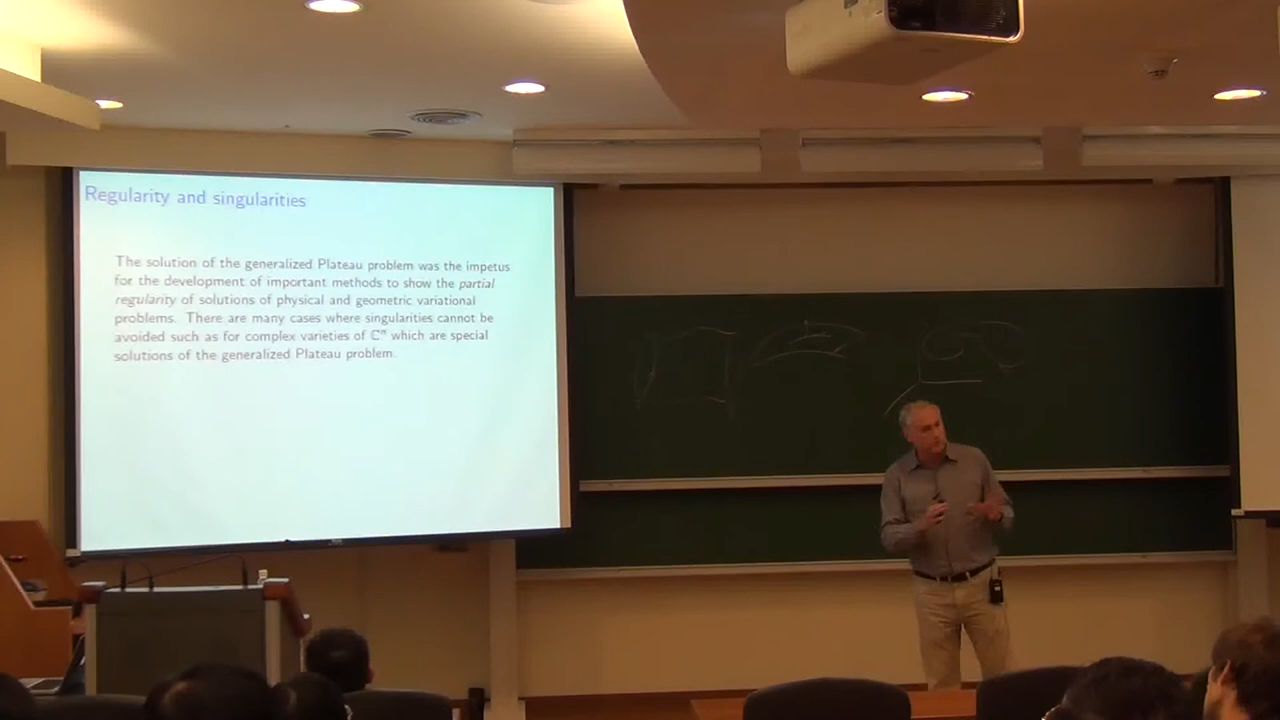 Regularity and singularities
The solution of the generalized Plateau problem was the impetus
for the development of important methods to show the partial
regularity of solutions of physical and geometric variational
problems. There are many cases where singularities cannot be
avoided such as for complex varieties of ℂⁿ which are special
solutions of the generalized Plateau problem.